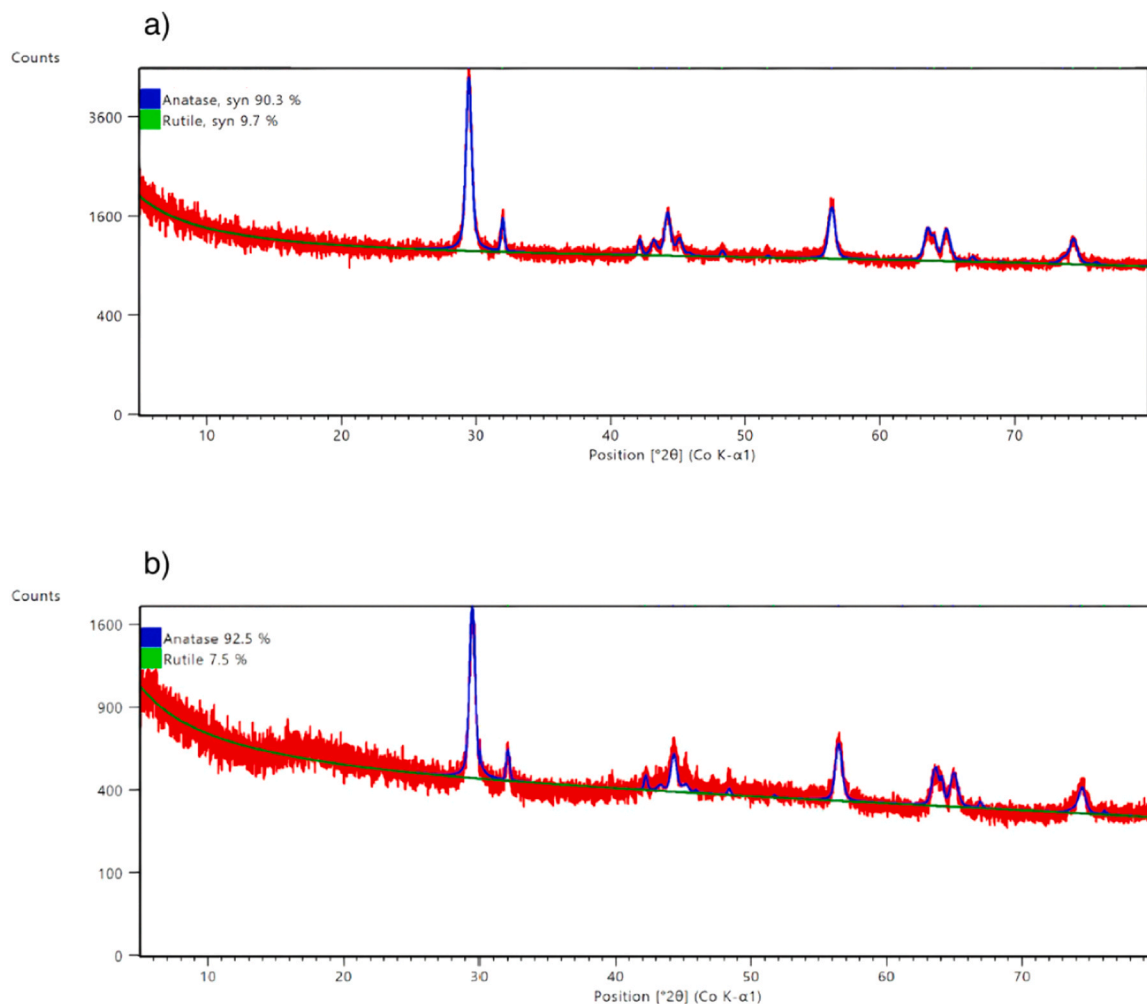 a)
Counts
Anatase, syn 90.3 %
Rutile, syn 9.7 %
3600
1600
400
0
10 20 30 40 50 60 70
Position [°2θ] (Co K-α1)
b)
Counts
1600
Anatase 92.5 %
Rutile 7.5 %
900
400
100
0
10 20 30 40 50 60 70
Position [°2θ] (Co K-α1)